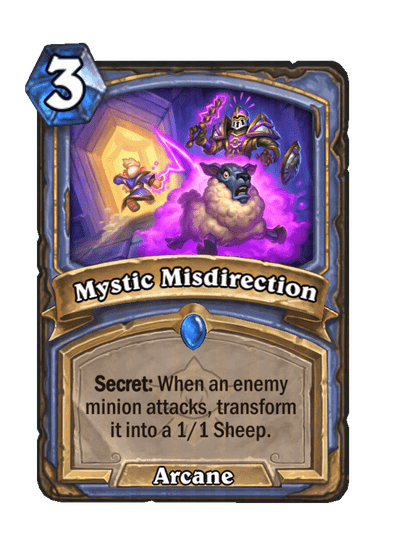 3
Mystic Misdirection
Secret: When an enemy
minion attacks, transform
it into a 1/1 Sheep.
Arcane